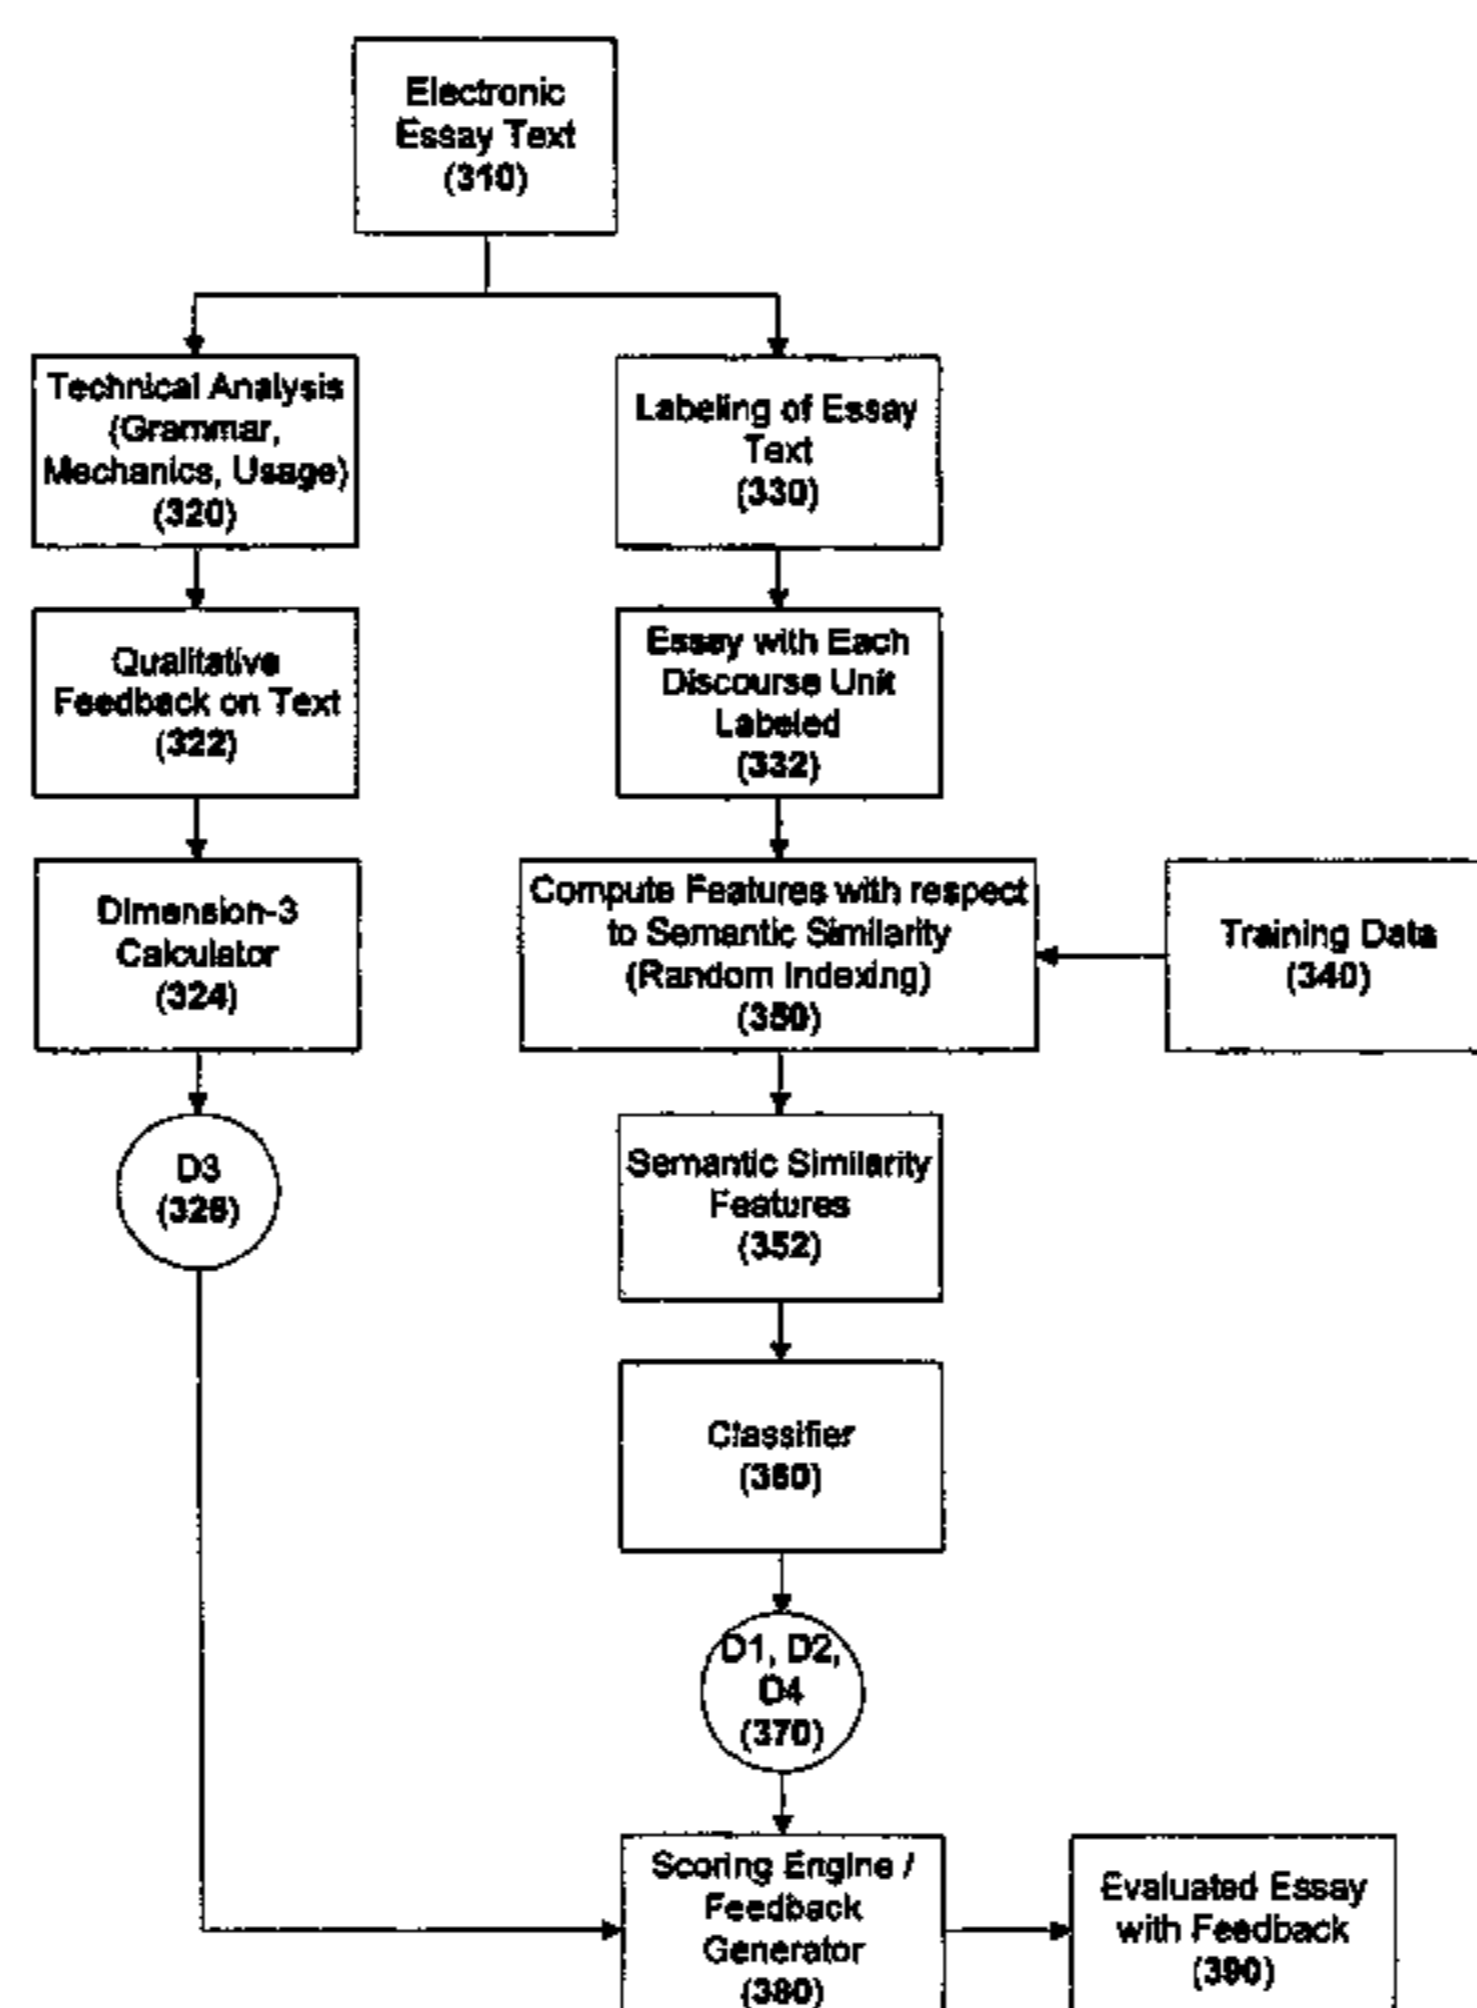 Electronic
Essay Text
(310)
Technical Analysis
(Grammar,
Mechanics, Usage)
(320)
Labeling of Essay
Text
(330)
Qualitative
Feedback on Text
(322)
Essay with Each
Discourse Unit
Labeled
(332)
Dimension-3
Calculator
(324)
Compute Features with respect
to Semantic Similarity
(Random Indexing)
(350)
Training Data
(340)
D3
(326)
Semantic Similarity
Features
(352)
Classifier
(360)
D1, D2,
D4
(370)
Scoring Engine /
Feedback
Generator
(380)
Evaluated Essay
with Feedback
(390)